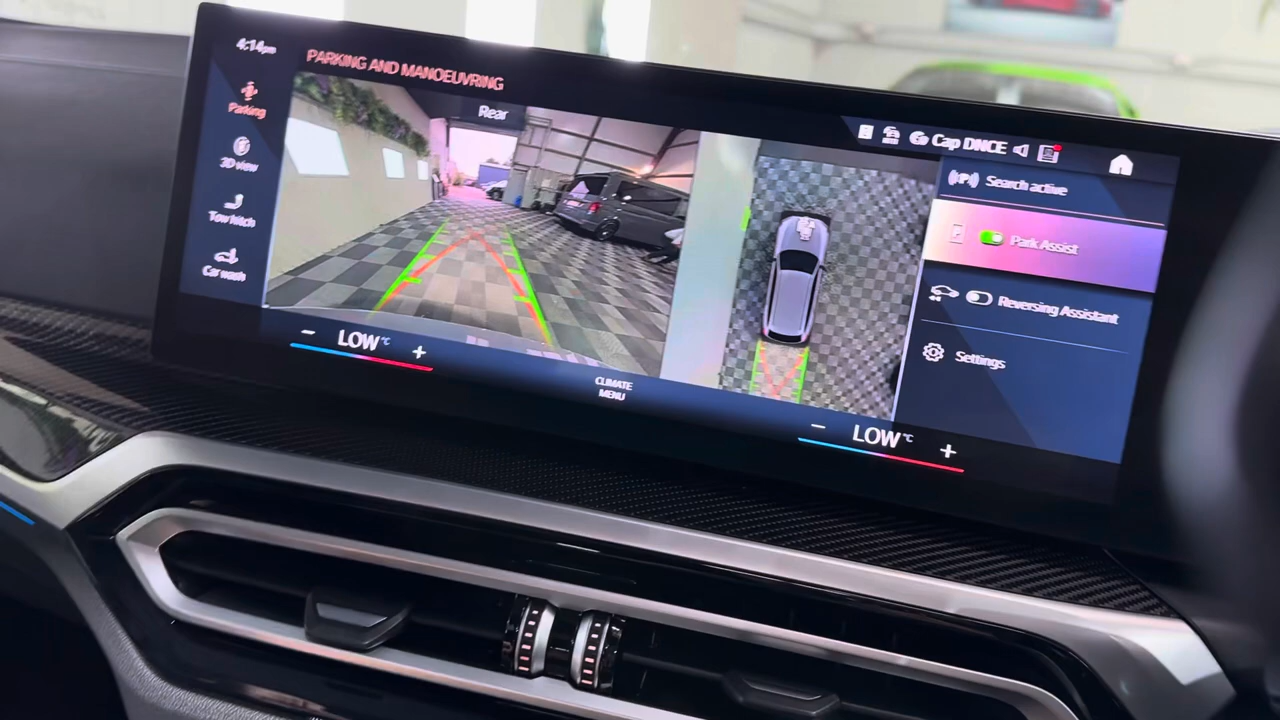 4:14pm
PARKING AND MANOEUVRING
Parking
3D view
Tow hitch
Car wash
Rear
Cap DNCE
(((P)))
Search active
P
Park Assist
Reversing Assistant
Settings
− LOW °C +
CLIMATE
MENU
− LOW °C +